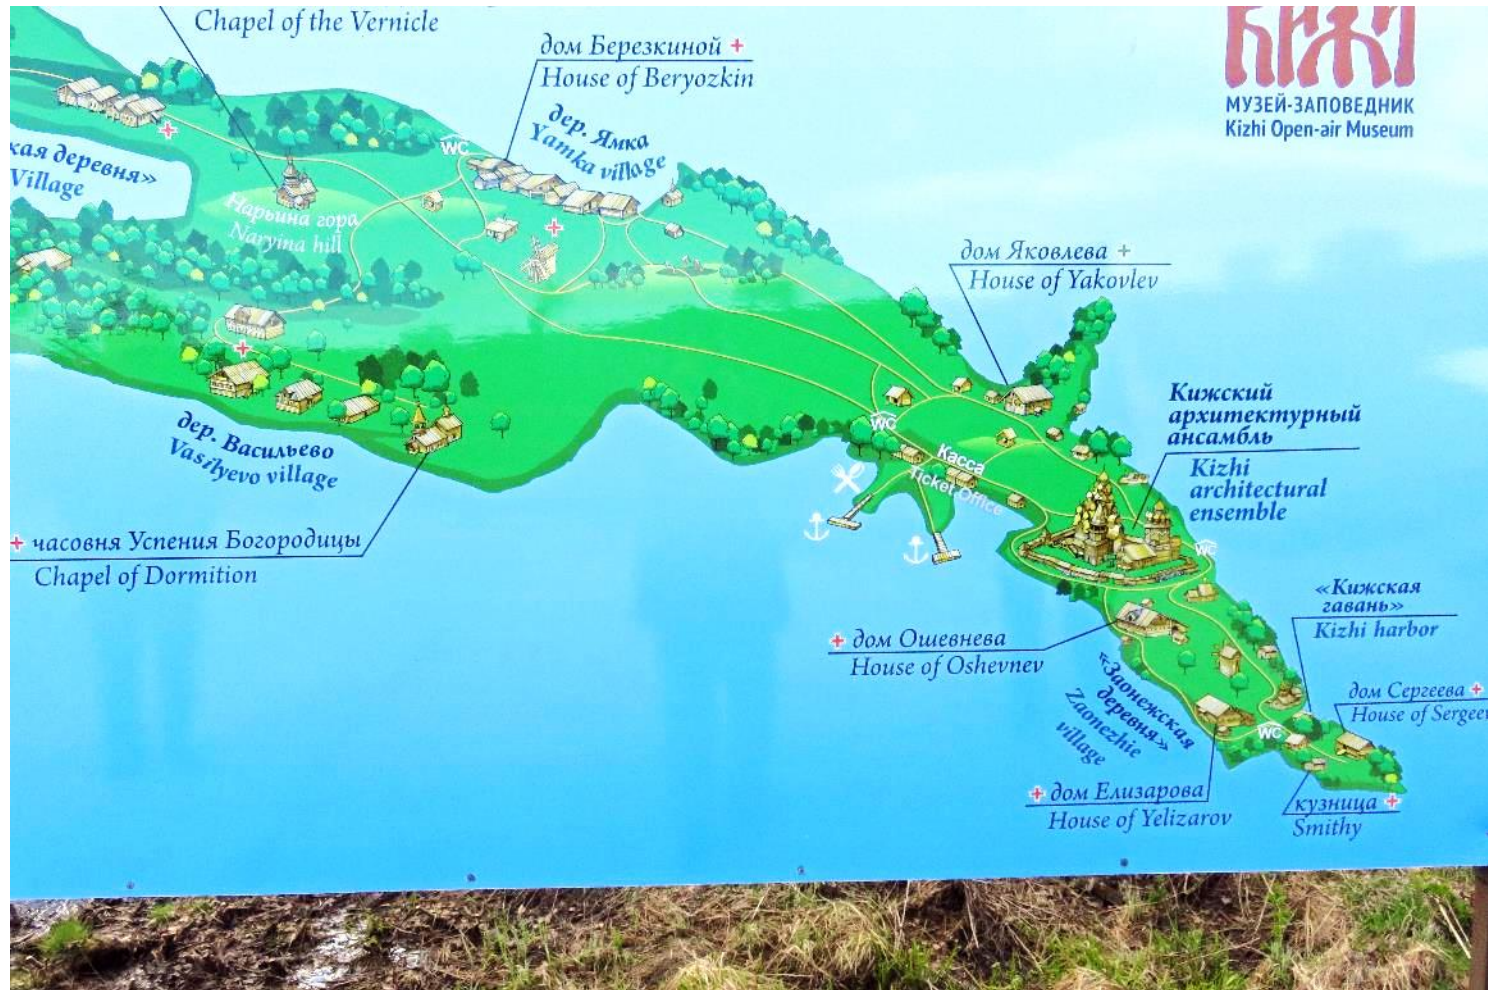 Chapel of the Vernicle
дом Березкиной
House of Beryozkin
КИЖИ
МУЗЕЙ-ЗАПОВЕДНИК
Kizhi Open-air Museum
дер. Ямка
Yamka village
WC
кая деревня»
Village
Нарьина гора
Naryina hill
дом Яковлева
House of Yakovlev
дер. Васильево
Vasilyevo village
часовня Успения Богородицы
Chapel of Dormition
WC
Касса
Ticket Office
Кижский
архитектурный
ансамбль
Kizhi
architectural
ensemble
WC
дом Ошевнева
House of Oshevnev
«Кижская
гавань»
Kizhi harbor
«Заонежская
деревня»
Zaonezhie
village
WC
дом Сергеева
House of Sergeev
дом Елизарова
House of Yelizarov
кузница
Smithy